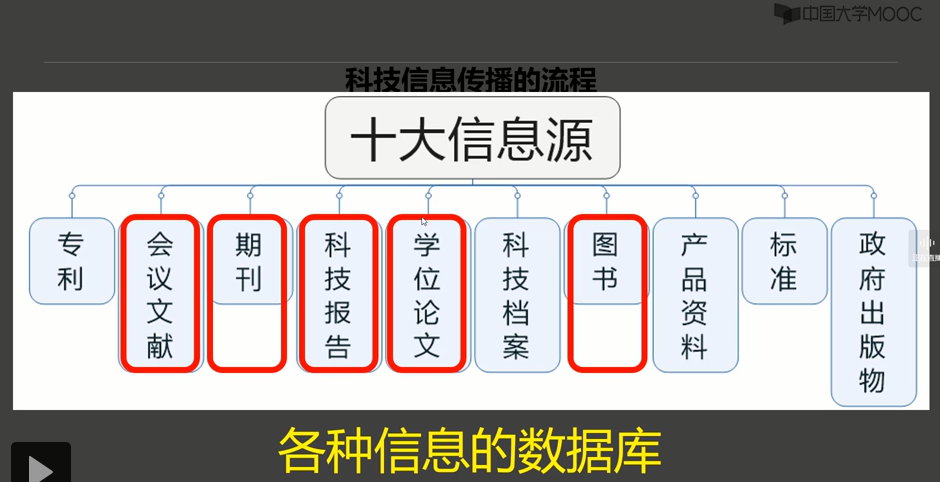 中国大学MOOC
科技信息传播的流程
十大信息源
专利
会议文献
期刊
科技报告
学位论文
科技档案
图书
产品资料
标准
政府出版物
各种信息的数据库